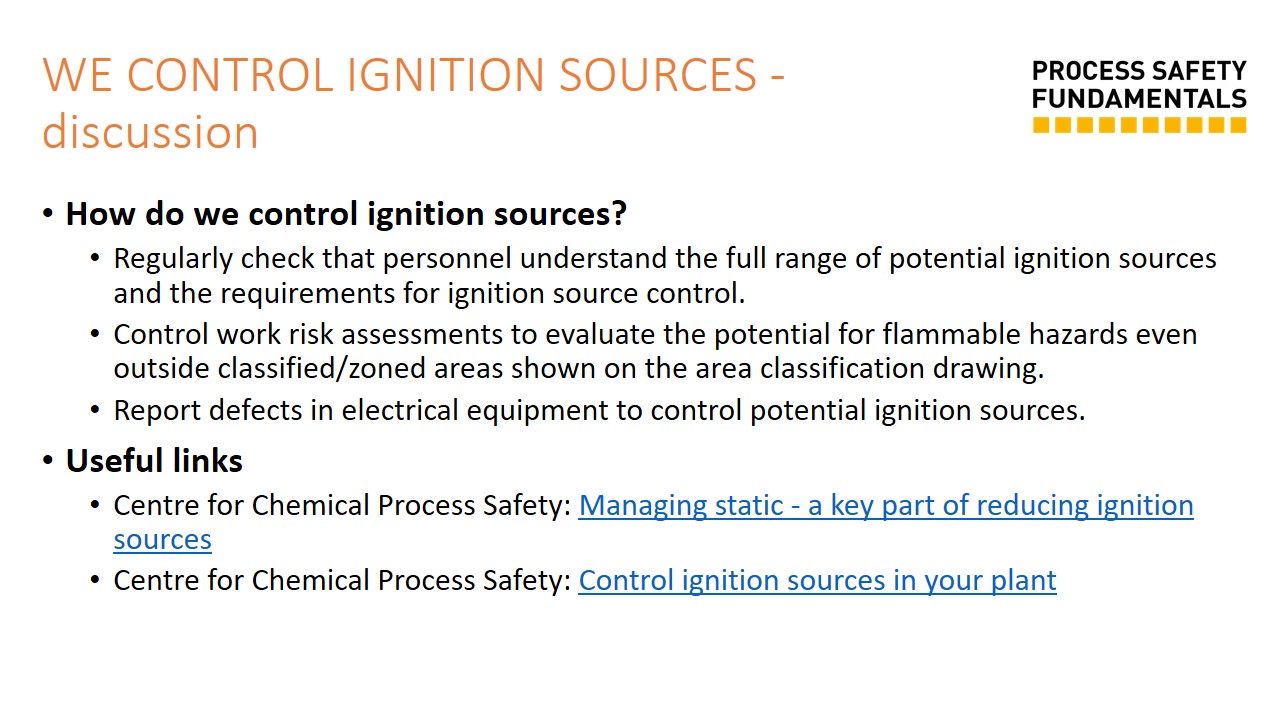 WE CONTROL IGNITION SOURCES -
discussion
PROCESS SAFETY
FUNDAMENTALS
• How do we control ignition sources?
• Regularly check that personnel understand the full range of potential ignition sources
and the requirements for ignition source control.
• Control work risk assessments to evaluate the potential for flammable hazards even
outside classified/zoned areas shown on the area classification drawing.
• Report defects in electrical equipment to control potential ignition sources.
• Useful links
• Centre for Chemical Process Safety: Managing static - a key part of reducing ignition
sources
• Centre for Chemical Process Safety: Control ignition sources in your plant